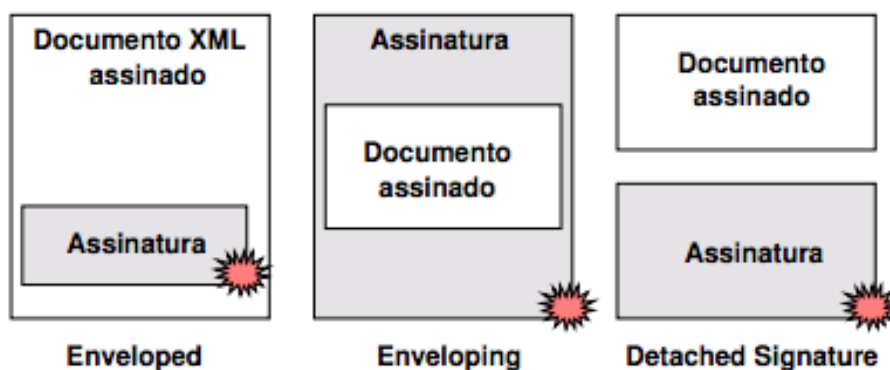 Documento XML
assinado
Assinatura
Enveloped
Assinatura
Documento
assinado
Enveloping
Documento
assinado
Assinatura
Detached Signature